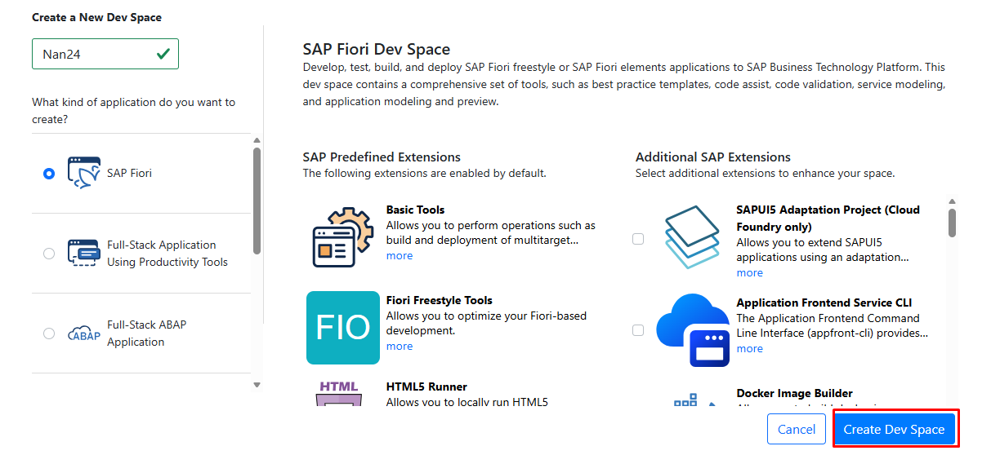 Create a New Dev Space
Nan24
What kind of application do you want to
create?
SAP Fiori
Full-Stack Application
Using Productivity Tools
ABAP
Full-Stack ABAP
Application
SAP Fiori Dev Space
Develop, test, build, and deploy SAP Fiori freestyle or SAP Fiori elements applications to SAP Business Technology Platform. This
dev space contains a comprehensive set of tools, such as best practice templates, code assist, code validation, service modeling,
and application modeling and preview.
SAP Predefined Extensions
The following extensions are enabled by default.
Basic Tools
Allows you to perform operations such as
build and deployment of multitarget...
more
FIO
Fiori Freestyle Tools
Allows you to optimize your Fiori-based
development.
more
HTML
HTML5 Runner
Allows you to locally run HTML5
Additional SAP Extensions
Select additional extensions to enhance your space.
SAPUI5 Adaptation Project (Cloud
Foundry only)
Allows you to extend SAPUI5
applications using an adaptation...
more
Application Frontend Service CLI
The Application Frontend Command
Line Interface (appfront-cli) provides...
more
Docker Image Builder
Cancel
Create Dev Space